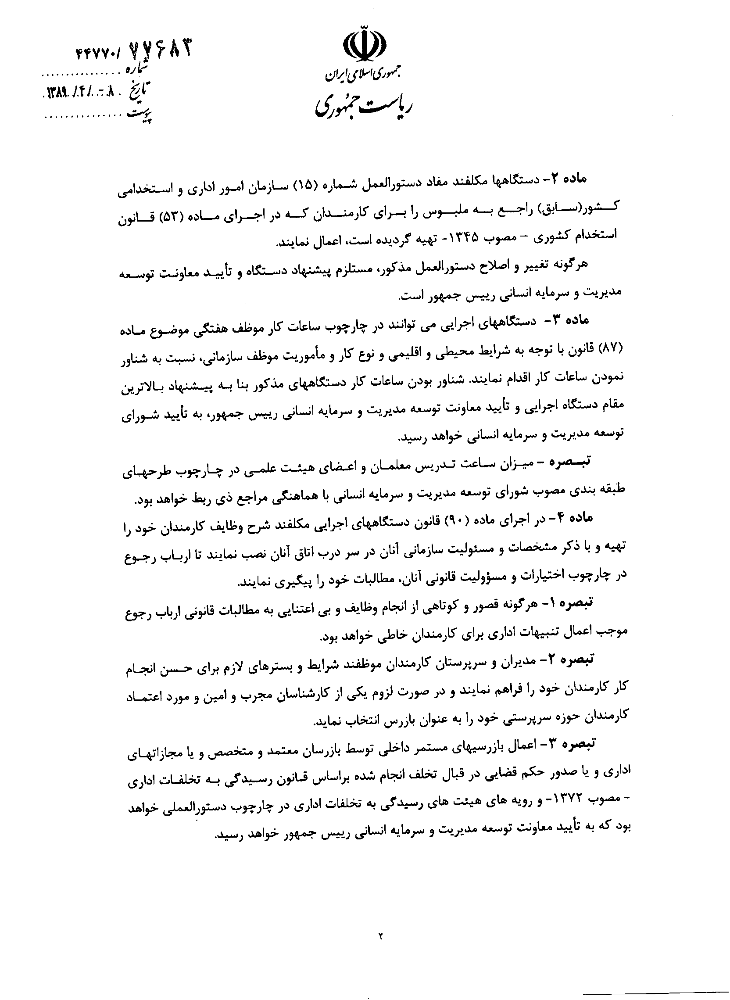 ۷۷۶۸۳ /۴۴۷۷۰
شماره
تاریخ ۱۳۸۹/۴/۰۸
پیوست
جمهوری اسلامی ایران
ریاست جمهوری
ماده ۲- دستگاهها مکلفند مفاد دستورالعمل شماره (۱۵) سازمان امور اداری و استخدامی
کشور(سابق) راجع به ملبوس را برای کارمندان که در اجرای ماده (۵۳) قانون
استخدام کشوری – مصوب ۱۳۴۵- تهیه گردیده است، اعمال نمایند.
هرگونه تغییر و اصلاح دستورالعمل مذکور، مستلزم پیشنهاد دستگاه و تأیید معاونت توسعه
مدیریت و سرمایه انسانی رییس جمهور است.
ماده ۳- دستگاههای اجرایی می توانند در چارچوب ساعات کار موظف هفتگی موضوع ماده
(۸۷) قانون با توجه به شرایط محیطی و اقلیمی و نوع کار و مأموریت موظف سازمانی، نسبت به شناور
نمودن ساعات کار اقدام نمایند. شناور بودن ساعات کار دستگاههای مذکور بنا به پیشنهاد بالاترین
مقام دستگاه اجرایی و تأیید معاونت توسعه مدیریت و سرمایه انسانی رییس جمهور، به تأیید شورای
توسعه مدیریت و سرمایه انسانی خواهد رسید.
تبصره – میزان ساعت تدریس معلمان و اعضای هیئت علمی در چارچوب طرحهای
طبقه بندی مصوب شورای توسعه مدیریت و سرمایه انسانی با هماهنگی مراجع ذی ربط خواهد بود.
ماده ۴- در اجرای ماده (۹۰) قانون دستگاههای اجرایی مکلفند شرح وظایف کارمندان خود را
تهیه و با ذکر مشخصات و مسئولیت سازمانی آنان در سر درب اتاق آنان نصب نمایند تا ارباب رجوع
در چارچوب اختیارات و مسؤولیت قانونی آنان، مطالبات خود را پیگیری نمایند.
تبصره ۱- هرگونه قصور و کوتاهی از انجام وظایف و بی اعتنایی به مطالبات قانونی ارباب رجوع
موجب اعمال تنبیهات اداری برای کارمندان خاطی خواهد بود.
تبصره ۲- مدیران و سرپرستان کارمندان موظفند شرایط و بسترهای لازم برای حسن انجام
کار کارمندان خود را فراهم نمایند و در صورت لزوم یکی از کارشناسان مجرب و امین و مورد اعتماد
کارمندان حوزه سرپرستی خود را به عنوان بازرس انتخاب نماید.
تبصره ۳- اعمال بازرسیهای مستمر داخلی توسط بازرسان معتمد و متخصص و یا مجازاتهای
اداری و یا صدور حکم قضایی در قبال تخلف انجام شده براساس قانون رسیدگی به تخلفات اداری
- مصوب ۱۳۷۲- و رویه های هیئت های رسیدگی به تخلفات اداری در چارچوب دستورالعملی خواهد
بود که به تأیید معاونت توسعه مدیریت و سرمایه انسانی رییس جمهور خواهد رسید.
۲